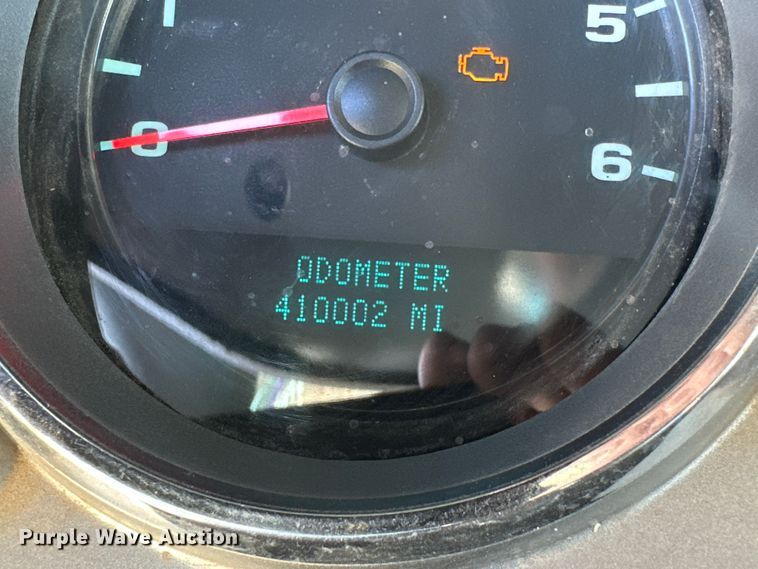 5
0
6
ODOMETER
410002 MI
Purple Wave Auction